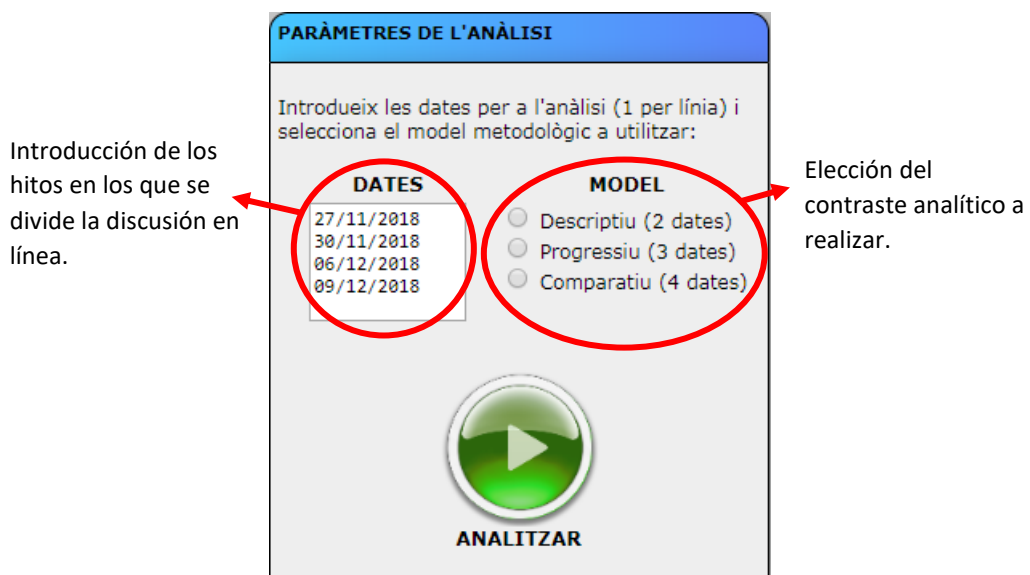 PARÀMETRES DE L'ANÀLISI
Introdueix les dates per a l'anàlisi (1 per línia) i
selecciona el model metodològic a utilitzar:
Introducción de los
hitos en los que se
divide la discusión en
línea.
DATES
27/11/2018
30/11/2018
06/12/2018
09/12/2018
MODEL
Descriptiu (2 dates)
Progressiu (3 dates)
Comparatiu (4 dates)
Elección del
contraste analítico a
realizar.
ANALITZAR